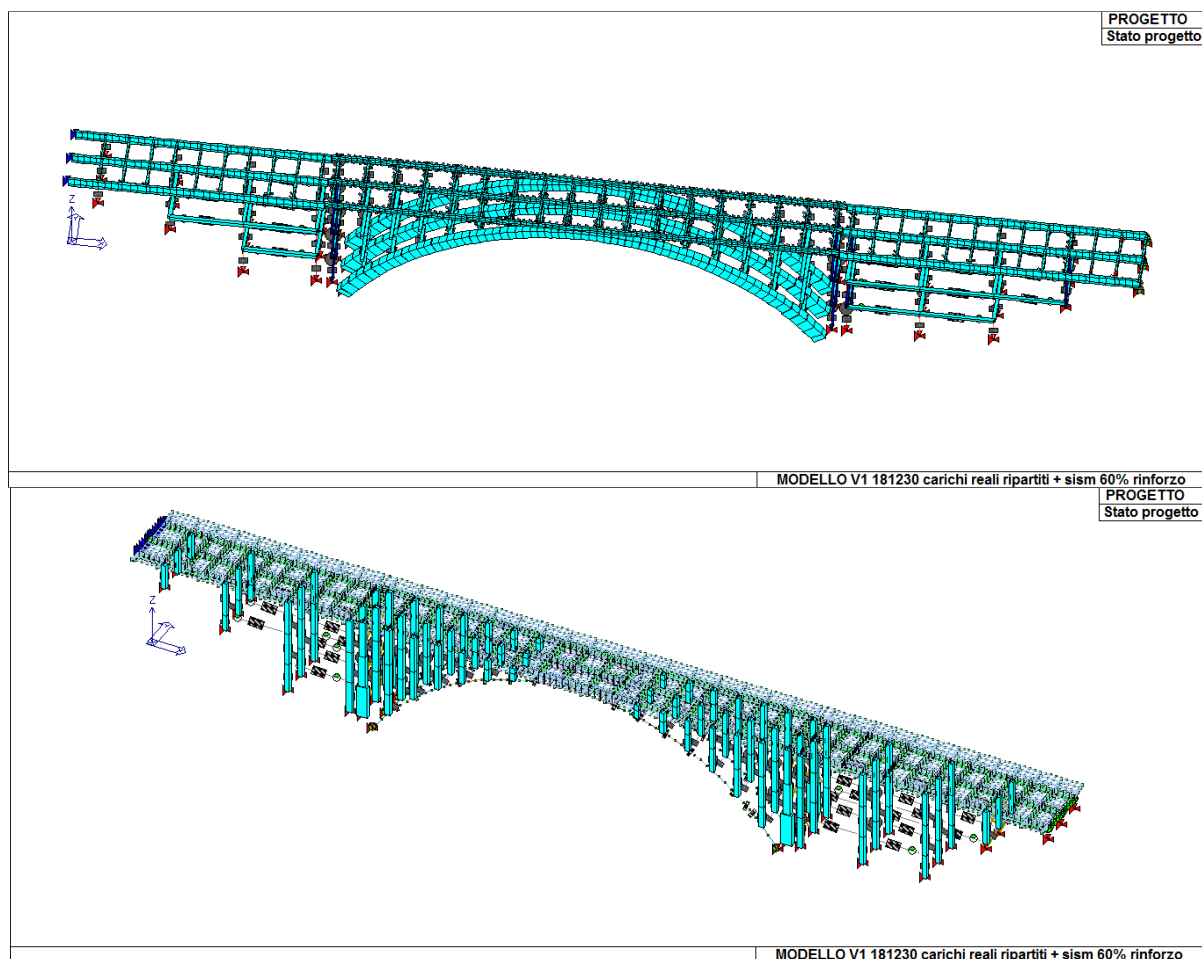 PROGETTO
Stato progetto
Z
MODELLO V1 181230 carichi reali ripartiti + sism 60% rinforzo
PROGETTO
Stato progetto
Z
MODELLO V1 181230 carichi reali ripartiti + sism 60% rinforzo